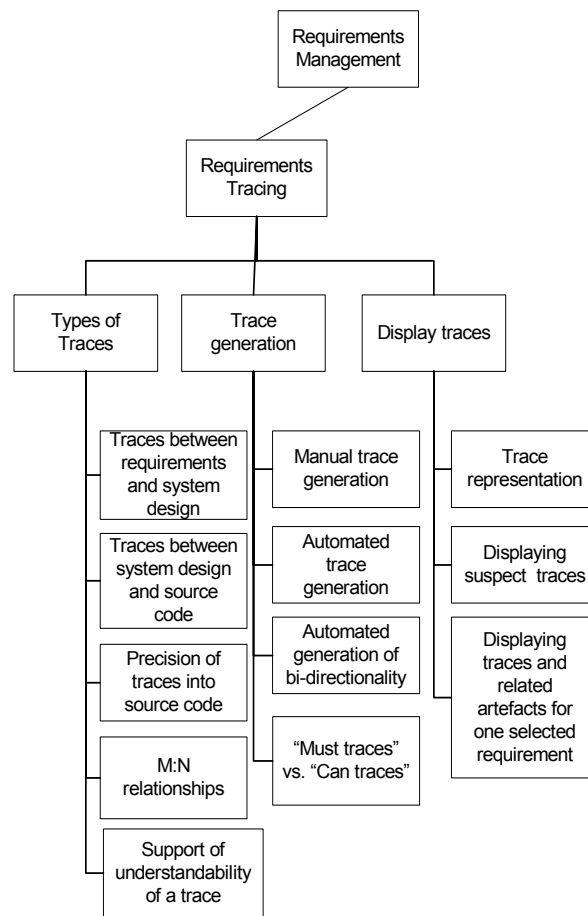 Requirements
Management
Requirements
Tracing
Types of
Traces
Trace
generation
Display traces
Traces between
requirements
and system
design
Traces between
system design
and source
code
Precision of
traces into
source code
M:N
relationships
Support of
understandability
of a trace
Manual trace
generation
Automated
trace
generation
Automated
generation of
bi-directionality
“Must traces”
vs. “Can traces”
Trace
representation
Displaying
suspect traces
Displaying
traces and
related
artefacts for
one selected
requirement